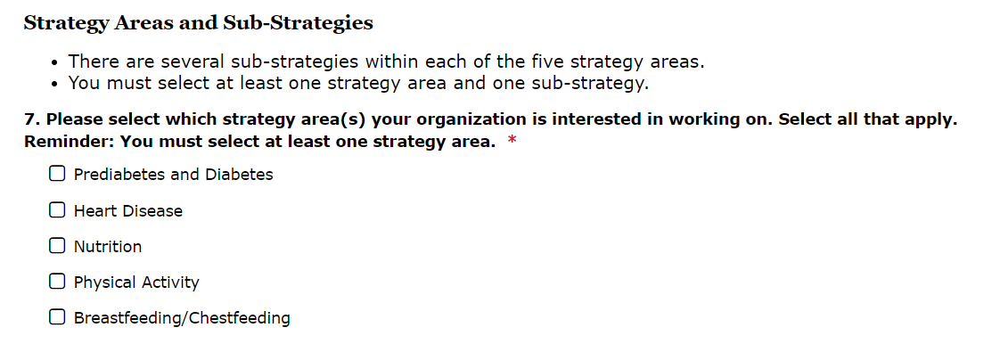 Strategy Areas and Sub-Strategies
• There are several sub-strategies within each of the five strategy areas.
• You must select at least one strategy area and one sub-strategy.
7. Please select which strategy area(s) your organization is interested in working on. Select all that apply.
Reminder: You must select at least one strategy area. *
Prediabetes and Diabetes
Heart Disease
Nutrition
Physical Activity
Breastfeeding/Chestfeeding